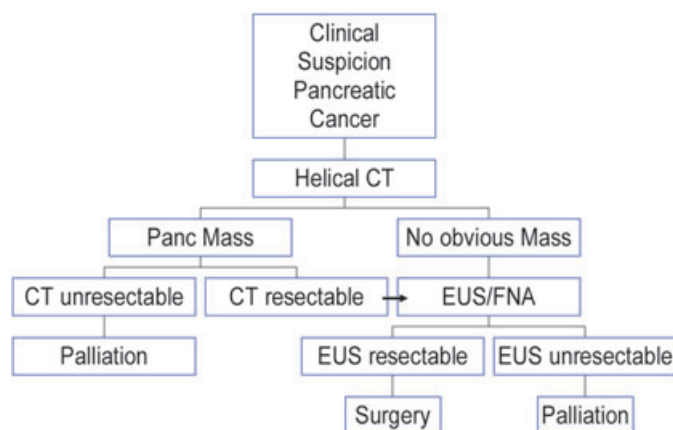 Clinical
Suspicion
Pancreatic
Cancer
Helical CT
Panc Mass
No obvious Mass
CT unresectable
CT resectable
EUS/FNA
Palliation
EUS resectable
EUS unresectable
Surgery
Palliation